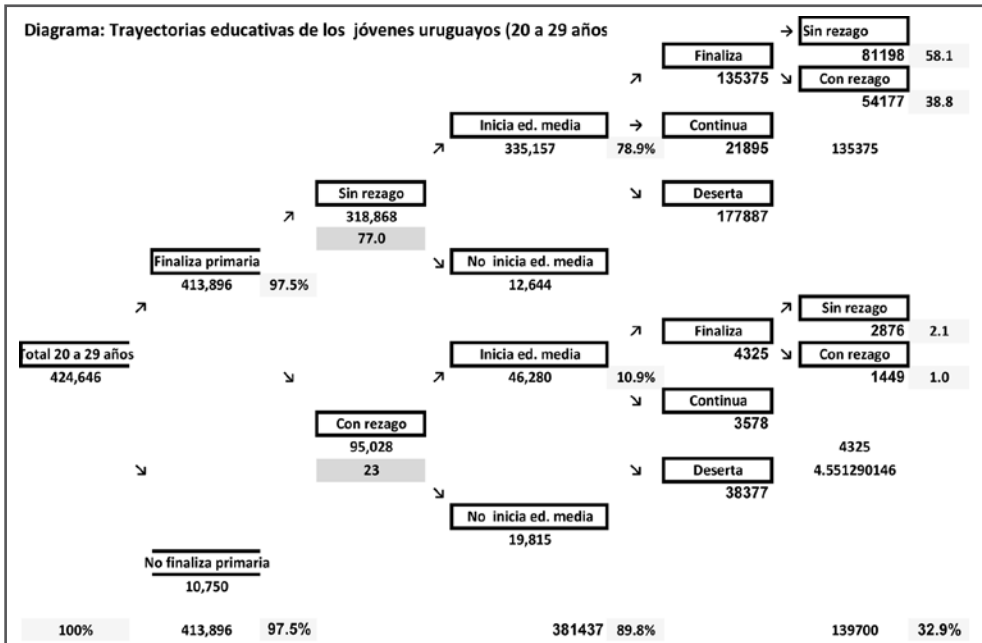 Diagrama: Trayectorias educativas de los jóvenes uruguayos (20 a 29 años
→ Sin rezago
81198 58.1
Finaliza
135375
↗ ↘ Con rezago
54177 38.8
Inicia ed. media → Continua
335,157 78.9% 21895 135375
↗
Sin rezago ↘ Deserta
↗ 318,868 177887
77.0
Finaliza primaria ↘ No inicia ed. media
413,896 97.5% 12,644
↗ ↗ Sin rezago
2876 2.1
↗ Finaliza
Total 20 a 29 años Inicia ed. media 4325 ↘ Con rezago
424,646 ↘ ↗ 46,280 10.9% 1449 1.0
↘ Continua
3578
Con rezago
95,028 4325
↘ 23 ↘ Deserta 4.551290146
38377
↘
No inicia ed. media
19,815
No finaliza primaria
10,750
100% 413,896 97.5% 381437 89.8% 139700 32.9%